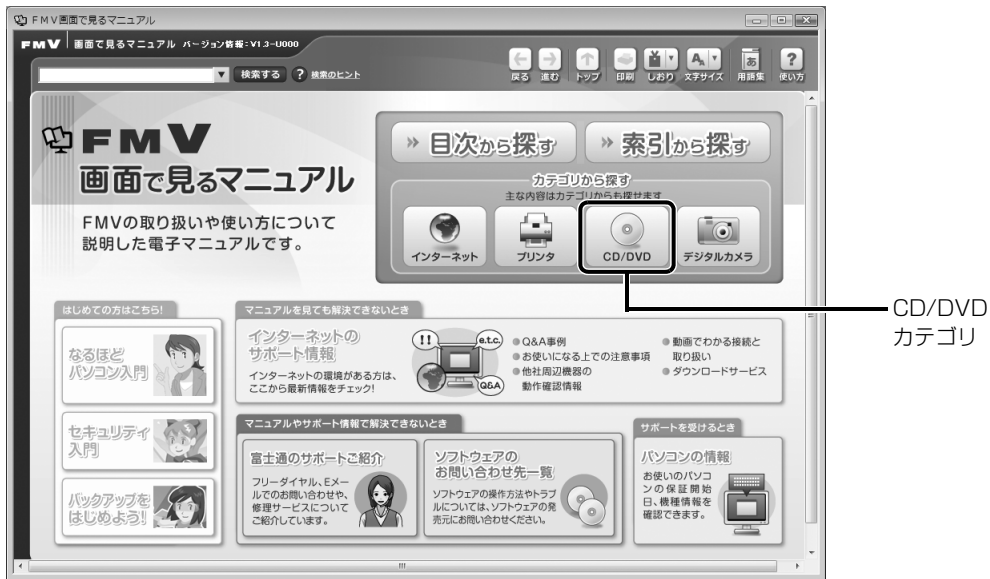 FMV画面で見るマニュアル
FMV 画面で見るマニュアル バージョン情報:V1.3-U000
検索する ? 検索のヒント
戻る 進む トップ 印刷 しおり 文字サイズ 用語集 使い方
FMV
画面で見るマニュアル
FMVの取り扱いや使い方について
説明した電子マニュアルです。
目次から探す
索引から探す
カテゴリから探す
主な内容はカテゴリからも探せます
インターネット
プリンタ
CD/DVD
デジタルカメラ
CD/DVD
カテゴリ
はじめての方はこちら!
なるほど
パソコン入門
セキュリティ
入門
バックアップを
はじめよう!
マニュアルを見ても解決できないとき
インターネットの
サポート情報
インターネットの環境がある方は、
ここから最新情報をチェック!
!!
e.t.c.
Q&A
Q&A事例
お使いになる上での注意事項
他社周辺機器の
動作確認情報
動画でわかる接続と
取り扱い
ダウンロードサービス
マニュアルやサポート情報で解決できないとき
富士通のサポートご紹介
フリーダイヤル、Eメー
ルでのお問い合わせや、
修理サービスについて
ご紹介しています。
ソフトウェアの
お問い合わせ先一覧
ソフトウェアの操作方法やトラブ
ルについては、ソフトウェアの発
売元にお問い合わせください。
サポートを受けるとき
パソコンの情報
お使いのパソコ
ンの保証開始
日、機種情報を
確認できます。